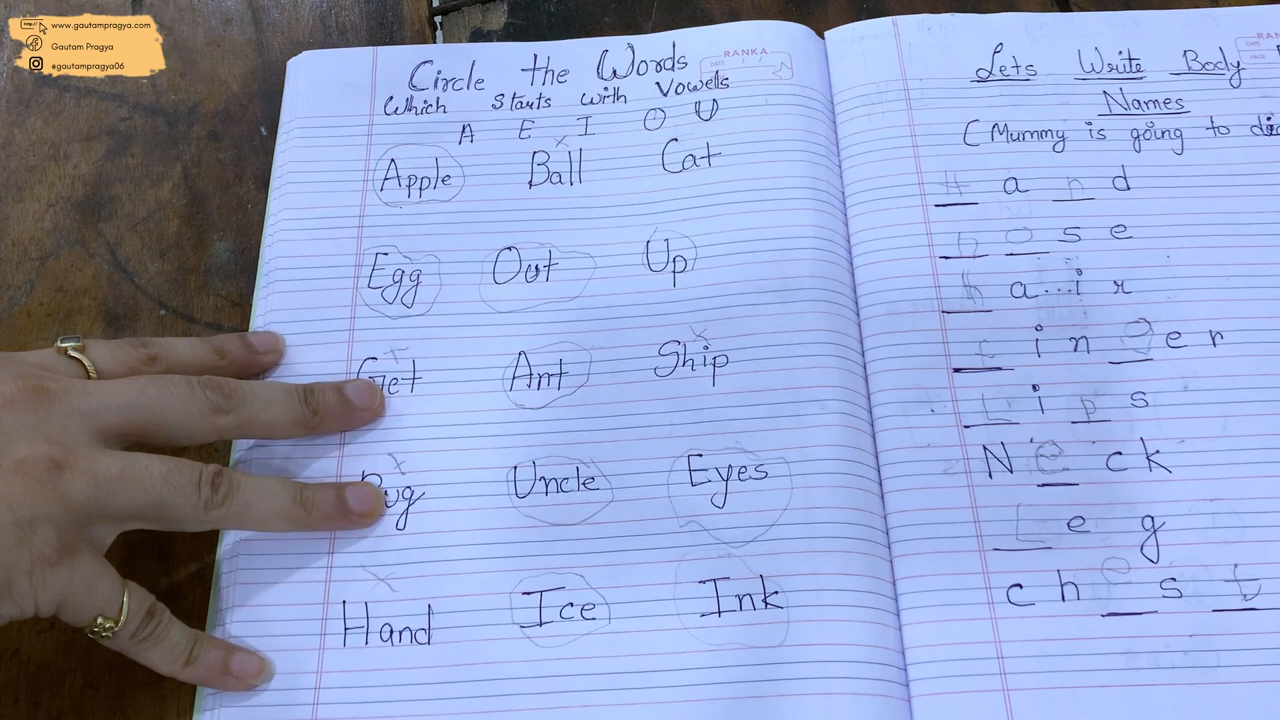 www.gautampragya.com
Gautam Pragya
@gautampragya06
RANKA
DATE / /
Circle the Words
Which starts with Vowels
A E I O U
Apple Ball Cat
Egg Out Up
Get Ant Ship
Uncle Eyes
Hand Ice Ink
Lets Write Body
Names
(Mummy is going to
H a n d
n o s e
h a...i r
f i n g e r
L i p s
N e c k
L e g
c h e s t